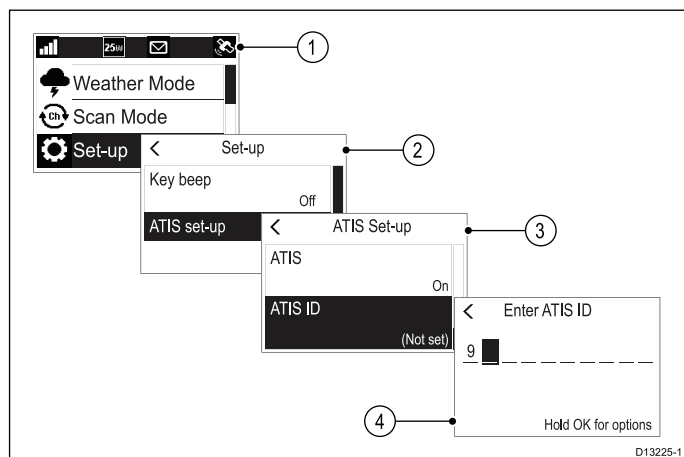 25W
1
Weather Mode
Ch Scan Mode
Set-up
< Set-up
2
Key beep
Off
ATIS set-up
< ATIS Set-up
3
ATIS
On
ATIS ID
(Not set)
< Enter ATIS ID
9
4
Hold OK for options
D13225-1